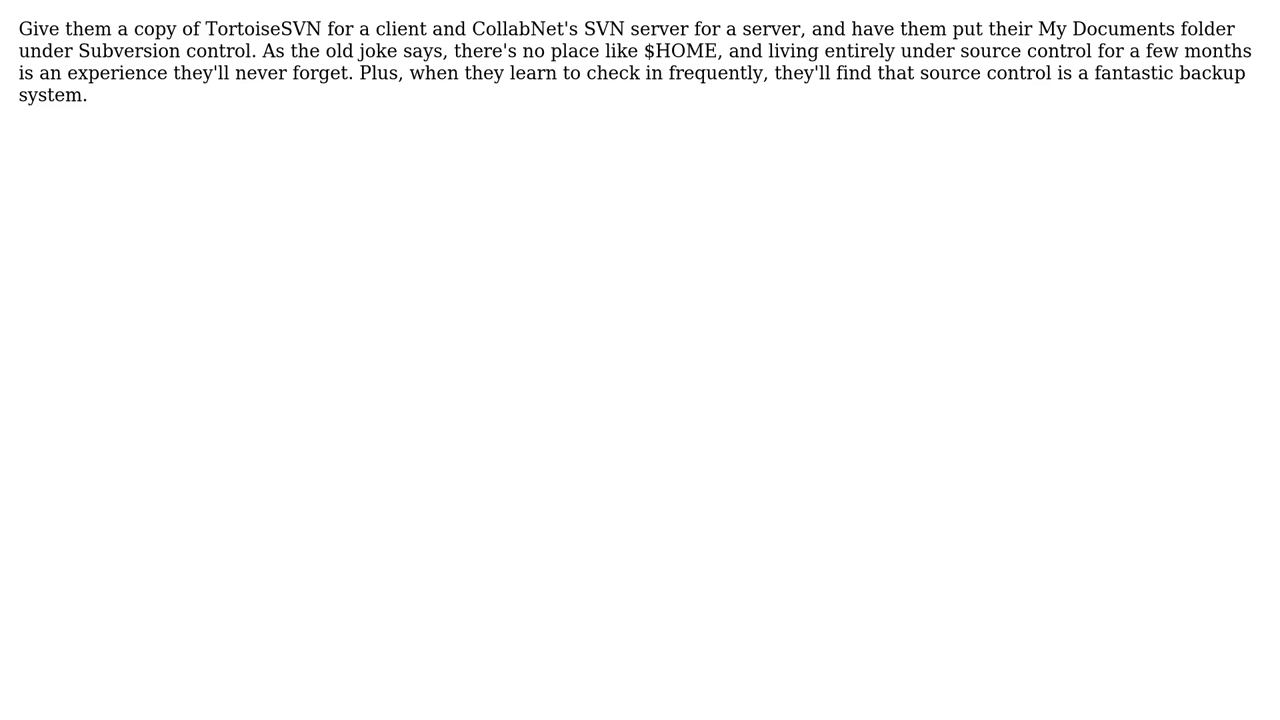 Give them a copy of TortoiseSVN for a client and CollabNet's SVN server for a server, and have them put their My Documents folder
under Subversion control. As the old joke says, there's no place like $HOME, and living entirely under source control for a few months
is an experience they'll never forget. Plus, when they learn to check in frequently, they'll find that source control is a fantastic backup
system.